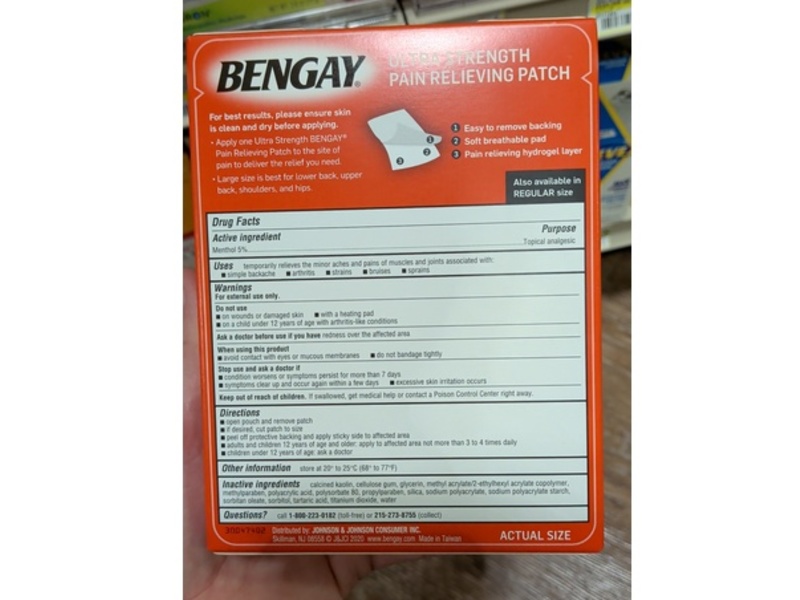 BENGAY®
ULTRA STRENGTH
PAIN RELIEVING PATCH
For best results, please ensure skin
is clean and dry before applying.
• Apply one Ultra Strength BENGAY®
Pain Relieving Patch to the site of
pain to deliver the relief you need.
• Large size is best for lower back, upper
back, shoulders, and hips.
1 Easy to remove backing
2 Soft breathable pad
3 Pain relieving hydrogel layer
1
2
3
Also available in
REGULAR size
Drug Facts
Active ingredient Purpose
Menthol 5% Topical analgesic
Uses temporarily relieves the minor aches and pains of muscles and joints associated with:
■ simple backache ■ arthritis ■ strains ■ bruises ■ sprains
Warnings
For external use only.
Do not use
■ on wounds or damaged skin ■ with a heating pad
■ on a child under 12 years of age with arthritis-like conditions
Ask a doctor before use if you have redness over the affected area
When using this product
■ avoid contact with eyes or mucous membranes ■ do not bandage tightly
Stop use and ask a doctor if
■ condition worsens or symptoms persist for more than 7 days
■ symptoms clear up and occur again within a few days ■ excessive skin irritation occurs
Keep out of reach of children. If swallowed, get medical help or contact a Poison Control Center right away.
Directions
■ open pouch and remove patch
■ if desired, cut patch to size
■ peel off protective backing and apply sticky side to affected area
■ adults and children 12 years of age and older: apply to affected area not more than 3 to 4 times daily
■ children under 12 years of age: ask a doctor
Other information store at 20° to 25°C (68° to 77°F)
Inactive ingredients calcined kaolin, cellulose gum, glycerin, methyl acrylate/2-ethylhexyl acrylate copolymer,
methylparaben, polyacrylic acid, polysorbate 80, propylparaben, silica, sodium polyacrylate, sodium polyacrylate starch,
sorbitan oleate, sorbitol, tartaric acid, titanium dioxide, water
Questions? call 1-800-223-0182 (toll-free) or 215-273-8755 (collect)
Distributed by: JOHNSON & JOHNSON CONSUMER INC.
Skillman, NJ 08558 © J&JCI 2020 www.bengay.com Made in Taiwan
ACTUAL SIZE